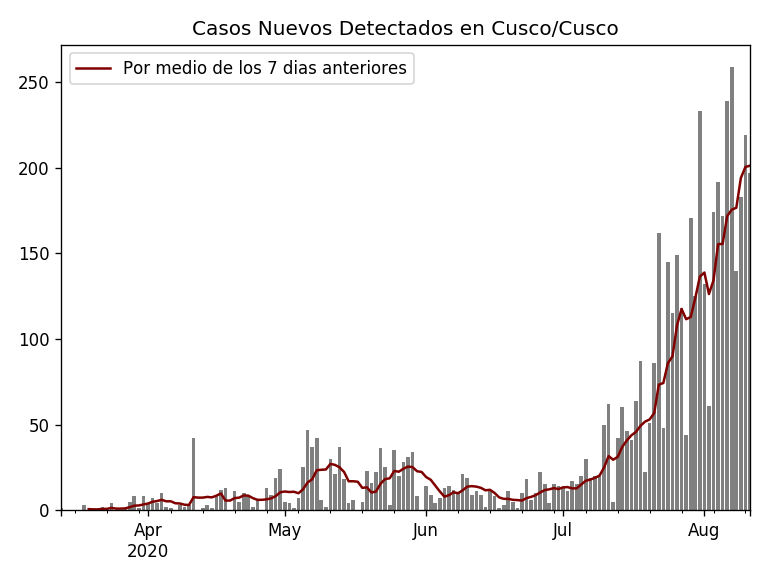 Casos Nuevos Detectados en Cusco/Cusco
Por medio de los 7 dias anteriores
250
200
150
100
50
0
Apr May Jun Jul Aug
2020